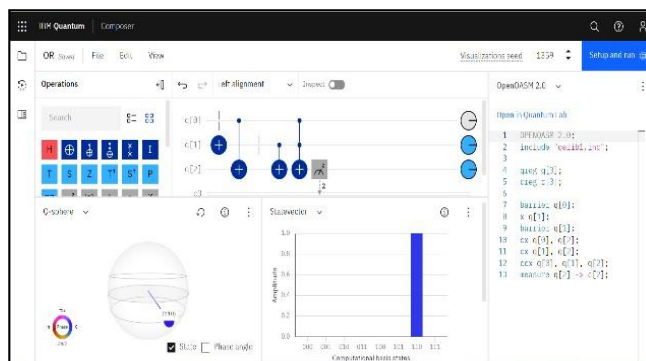 IBM Quantum Composer
OR Saved File Edit View
Visualizations seed 1359
Setup and run
Operations
Left alignment
Inspect
OpenQASM 2.0
Search
Open in Quantum Lab
H
I
T S Z T† S† P
q[0]
q[1]
q[2]
c3
2
1 OPENQASM 2.0;
2 include "qelib1.inc";
3
4 qreg q[3];
5 creg c[3];
6
7 barrier q[0];
8 x q[1];
9 barrier q[1];
10 cx q[0], q[2];
11 cx q[1], q[2];
12 ccx q[0], q[1], q[2];
13 measure q[2] -> c[2];
Q-sphere
State
Phase angle
Phase
Statevector
Amplitude
1.0
0.8
0.6
0.4
0.2
0.0
000 001 010 011 100 101 110 111
Computational basis states